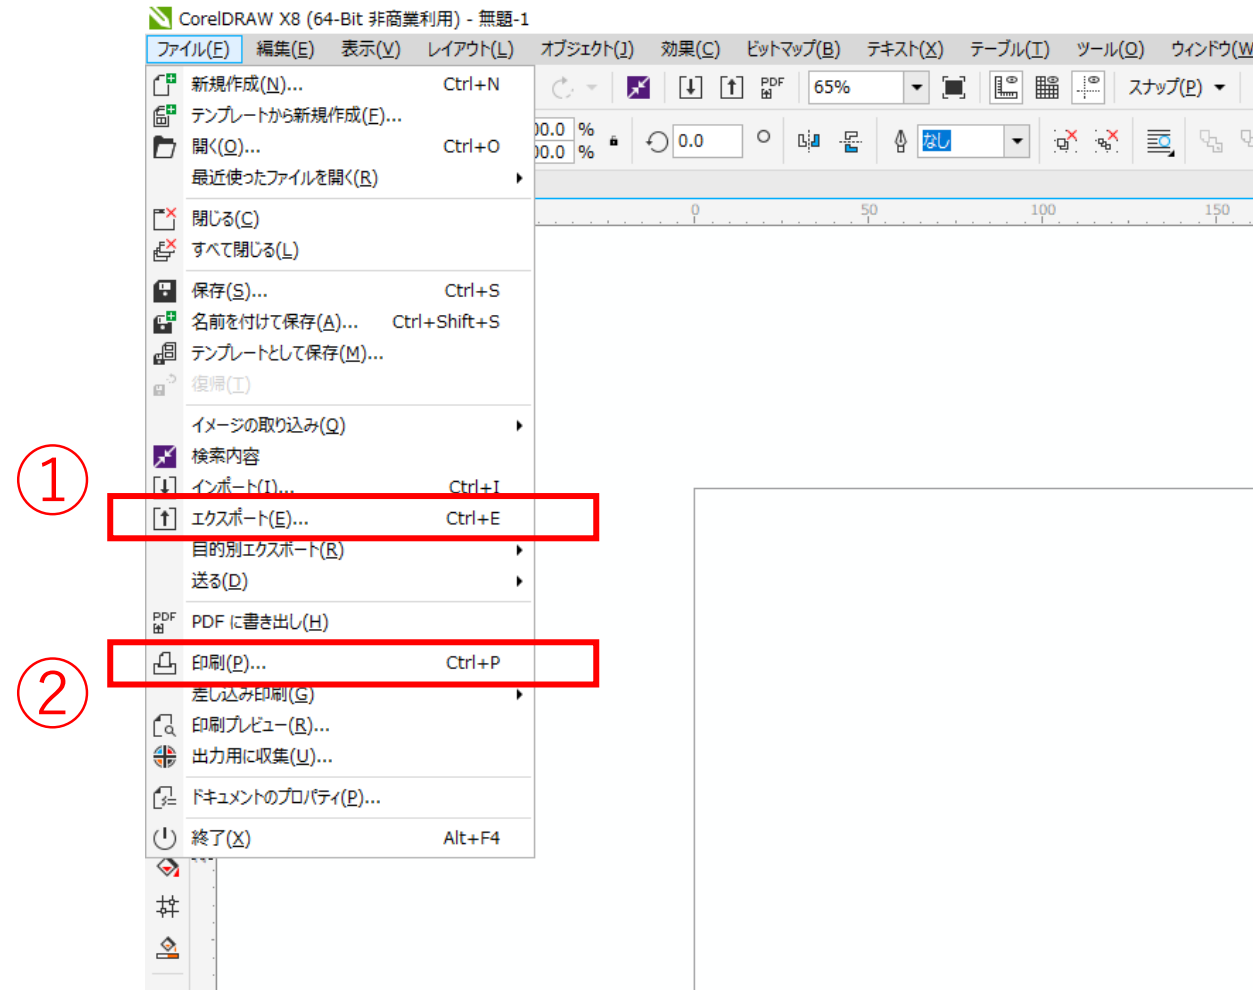 CorelDRAW X8 (64-Bit 非商業利用) - 無題-1
ファイル(F) 編集(E) 表示(V) レイアウト(L) オブジェクト(J) 効果(C) ビットマップ(B) テキスト(X) テーブル(T) ツール(O) ウィンドウ(W
新規作成(N)... Ctrl+N
PDF 65% スナップ(P)
テンプレートから新規作成(F)...
00.0 %
00.0 %
0.0 なし
開く(O)... Ctrl+O
最近使ったファイルを開く(R)
0 50 100 150
閉じる(C)
すべて閉じる(L)
保存(S)... Ctrl+S
名前を付けて保存(A)... Ctrl+Shift+S
テンプレートとして保存(M)...
復帰(T)
イメージの取り込み(Q)
検索内容
①
インポート(I)... Ctrl+I
エクスポート(E)... Ctrl+E
目的別エクスポート(R)
送る(D)
PDF PDF に書き出し(H)
印刷(P)... Ctrl+P
②
差し込み印刷(G)
印刷プレビュー(R)...
出力用に収集(U)...
ドキュメントのプロパティ(P)...
終了(X) Alt+F4